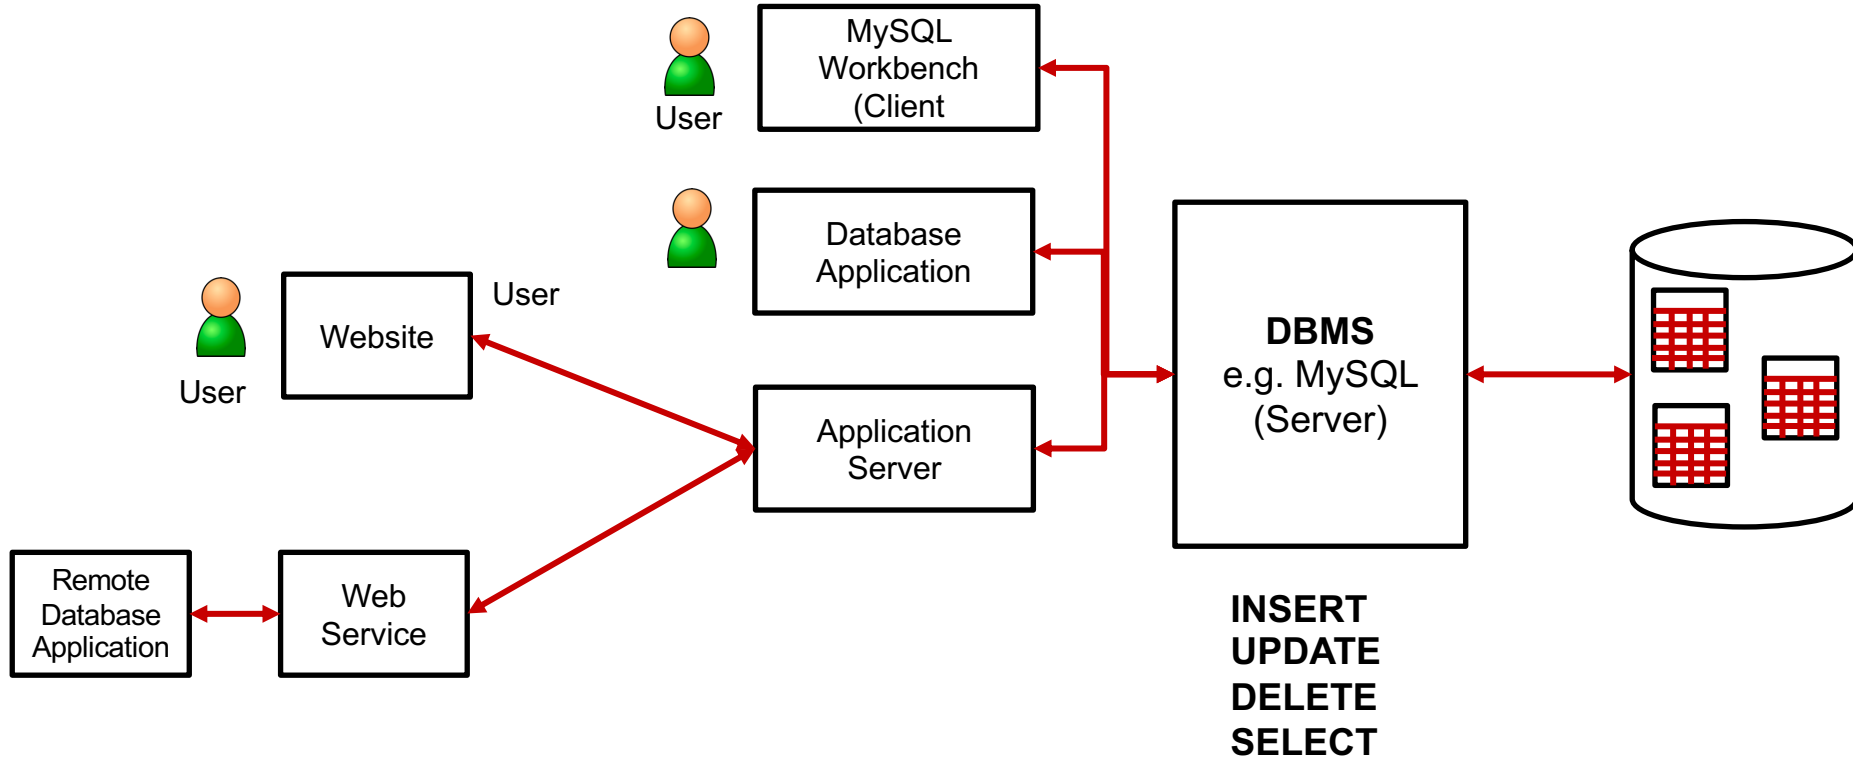 MySQL
Workbench
(Client
User
Database
Application
User
Website
User
Application
Server
DBMS
e.g. MySQL
(Server)
Remote
Database
Application
Web
Service
INSERT
UPDATE
DELETE
SELECT